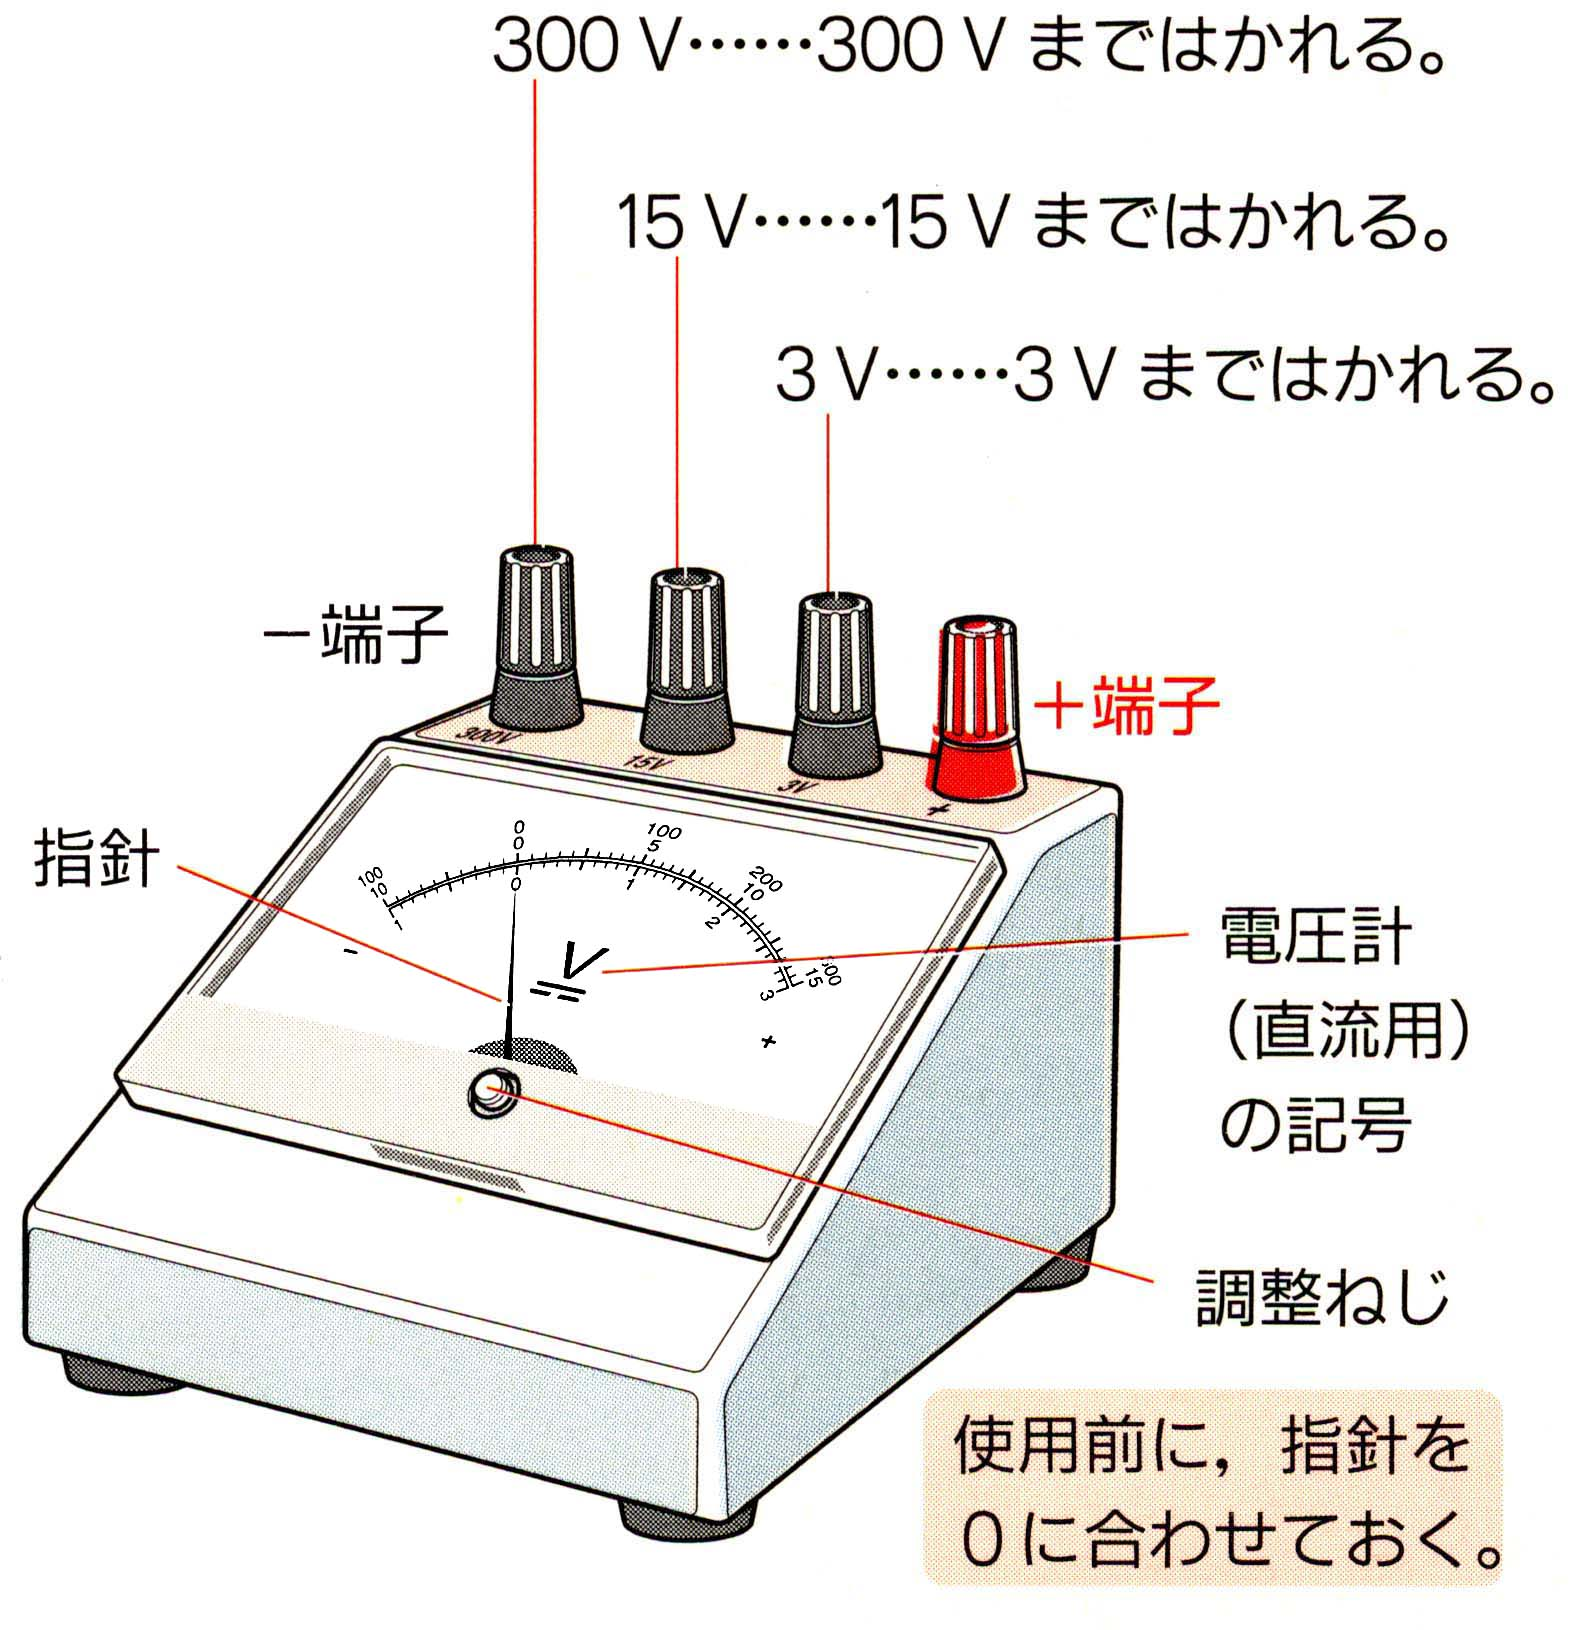 300 V……300 V まではかれる。
15 V……15 V まではかれる。
3 V……3 V まではかれる。
－端子
＋端子
300V
15V
3V
+
指針
0
0
0
100
5
1
200
10
2
300
15
3
100
10
1
－
+
V
電圧計
（直流用）
の記号
調整ねじ
使用前に，指針を
０に合わせておく。